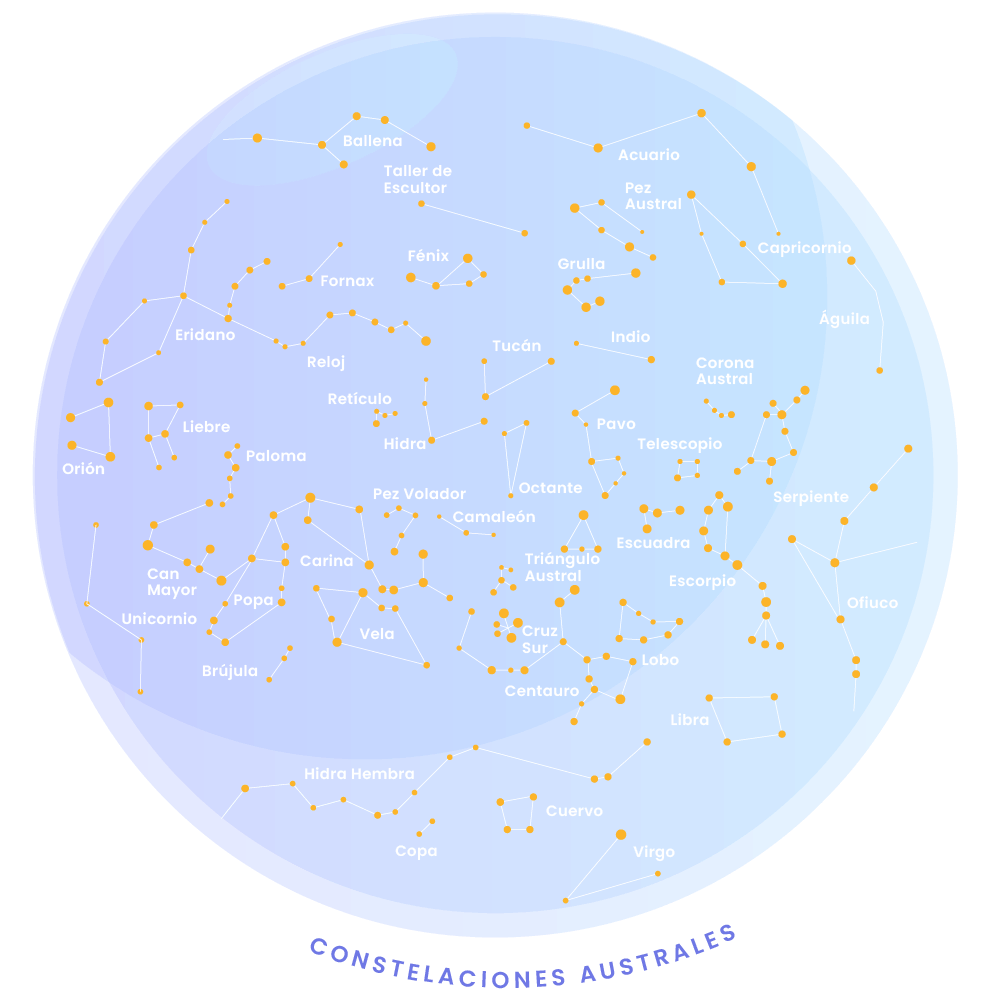 Ballena
Acuario
Taller de
Escultor
Pez
Austral
Capricornio
Fénix
Grulla
Fornax
Águila
Eridano
Indio
Tucán
Reloj
Corona
Austral
Retículo
Liebre
Pavo
Hidra
Telescopio
Paloma
Orión
Octante
Pez Volador
Serpiente
Camaleón
Escuadra
Carina
Triángulo
Austral
Can
Mayor
Escorpio
Popa
Ofiuco
Unicornio
Vela
Cruz
Sur
Lobo
Brújula
Centauro
Libra
Hidra Hembra
Cuervo
Copa
Virgo
CONSTELACIONES AUSTRALES